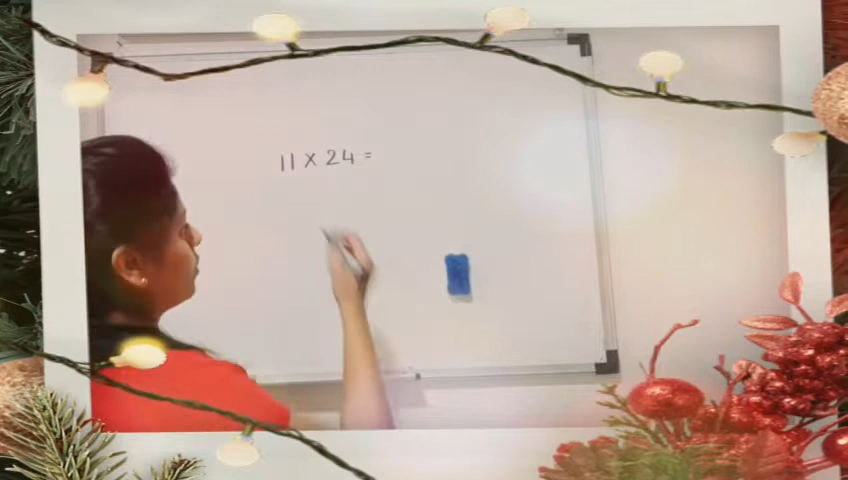 11 x 24 =